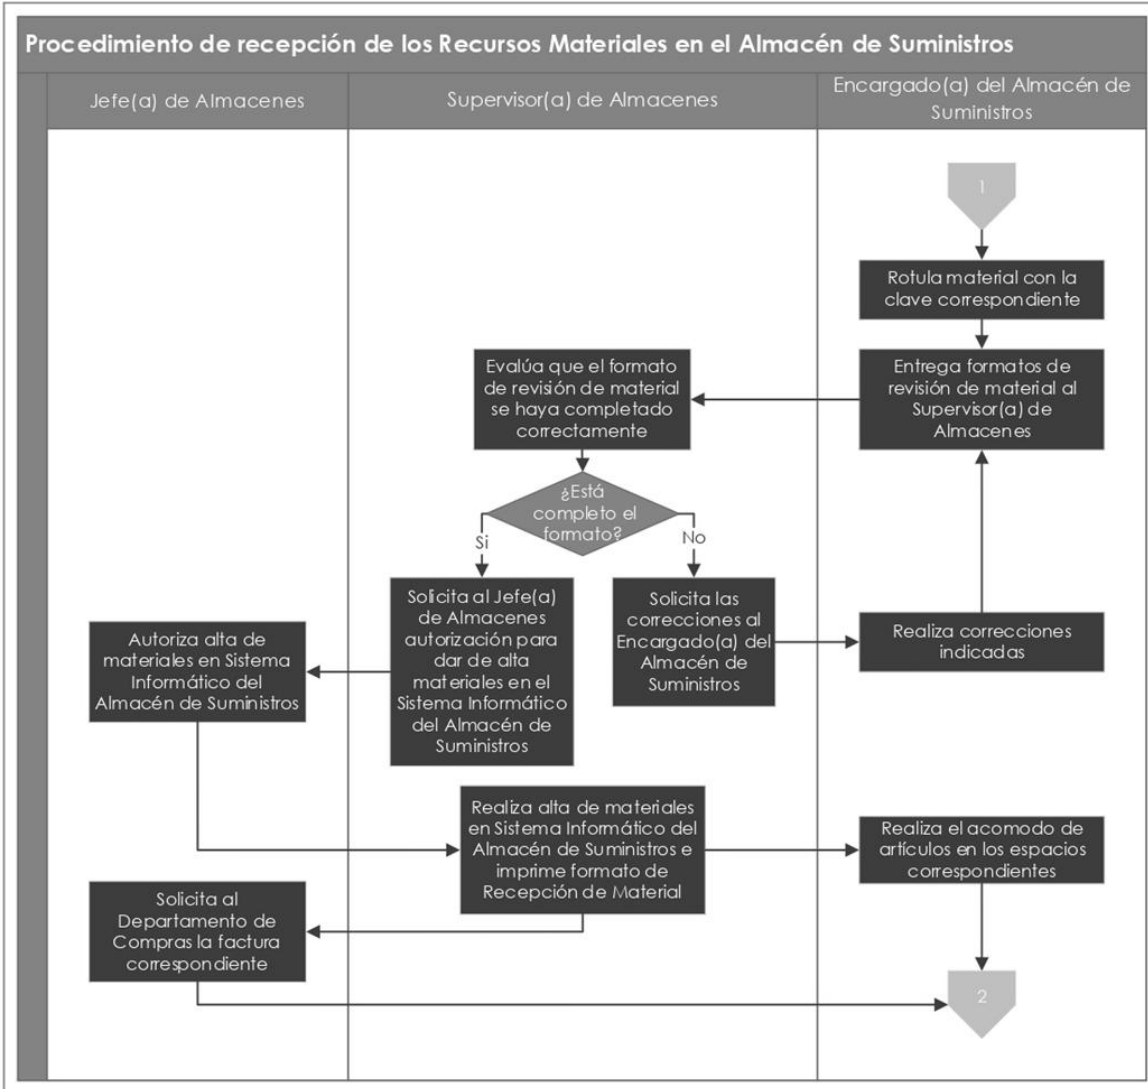 Procedimiento de recepción de los Recursos Materiales en el Almacén de Suministros
Jefe(a) de Almacenes
Supervisor(a) de Almacenes
Encargado(a) del Almacén de
Suministros
1
Rotula material con la
clave correspondiente
Entrega formatos de
revisión de material al
Supervisor(a) de
Almacenes
Evalúa que el formato
de revisión de material
se haya completado
correctamente
¿Está
completo el
formato?
Si
No
Solicita al Jefe(a)
de Almacenes
autorización para
dar de alta
materiales en el
Sistema Informático
del Almacén de
Suministros
Solicita las
correcciones al
Encargado(a) del
Almacén de
Suministros
Realiza correcciones
indicadas
Autoriza alta de
materiales en Sistema
Informático del
Almacén de Suministros
Realiza alta de materiales
en Sistema Informático del
Almacén de Suministros e
imprime formato de
Recepción de Material
Realiza el acomodo de
artículos en los espacios
correspondientes
Solicita al
Departamento de
Compras la factura
correspondiente
2